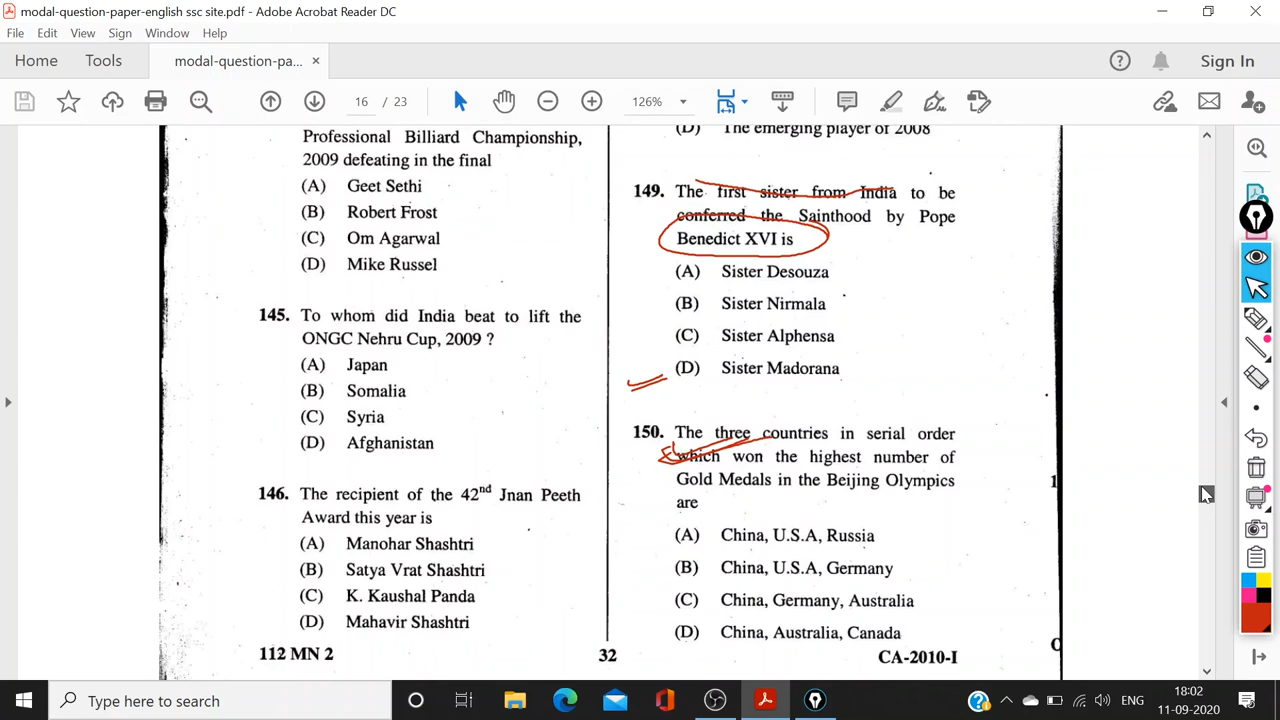 modal-question-paper-english ssc site.pdf - Adobe Acrobat Reader DC
File Edit View Sign Window Help
Home Tools modal-question-pa... × Sign In
16 / 23 126%
Professional Billiard Championship,
2009 defeating in the final
(A) Geet Sethi
(B) Robert Frost
(C) Om Agarwal
(D) Mike Russel
145. To whom did India beat to lift the
ONGC Nehru Cup, 2009 ?
(A) Japan
(B) Somalia
(C) Syria
(D) Afghanistan
146. The recipient of the 42nd Jnan Peeth
Award this year is
(A) Manohar Shashtri
(B) Satya Vrat Shashtri
(C) K. Kaushal Panda
(D) Mahavir Shashtri
112 MN 2
(D) The emerging player of 2008
149. The first sister from India to be
conferred the Sainthood by Pope
Benedict XVI is
(A) Sister Desouza
(B) Sister Nirmala
(C) Sister Alphensa
(D) Sister Madorana
150. The three countries in serial order
which won the highest number of
Gold Medals in the Beijing Olympics
are
(A) China, U.S.A, Russia
(B) China, U.S.A, Germany
(C) China, Germany, Australia
(D) China, Australia, Canada
32
CA-2010-I
1
O
Type here to search
ENG
18:02
11-09-2020